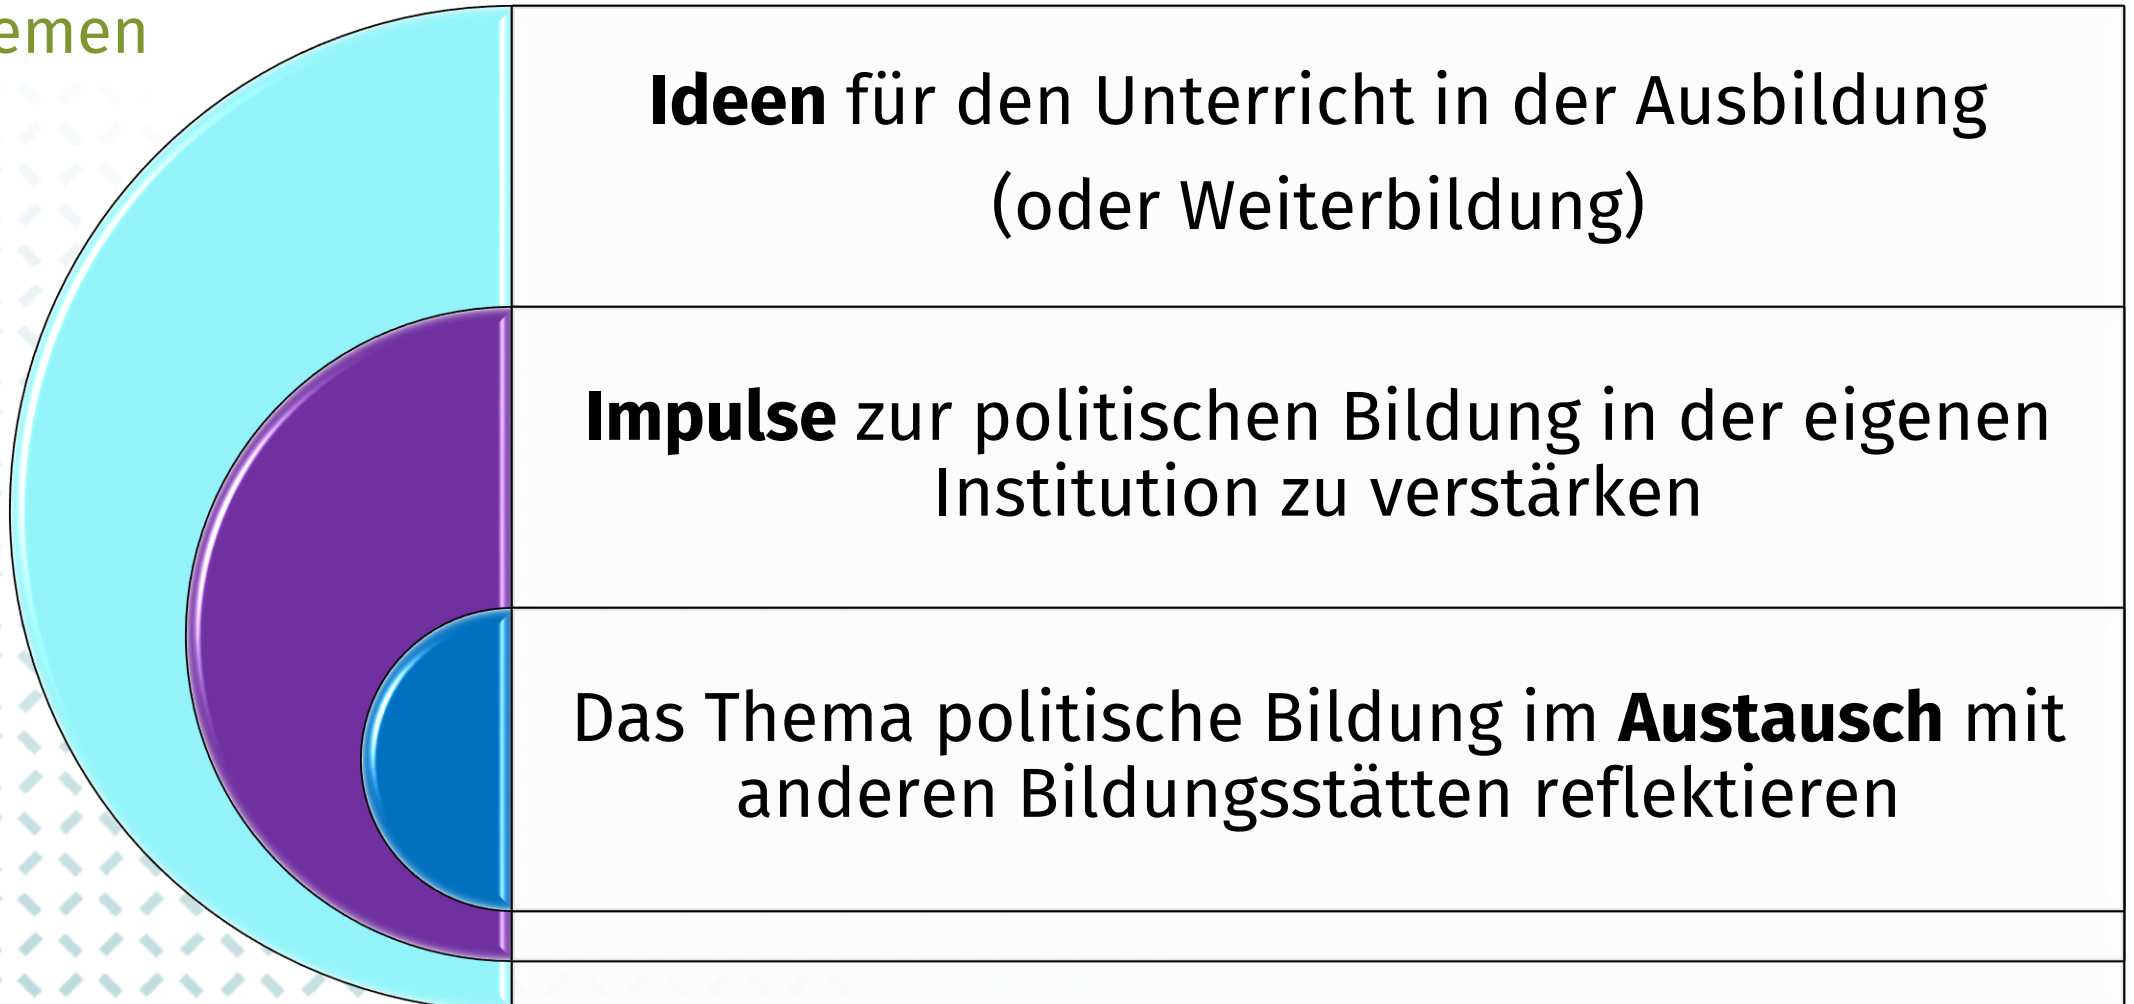 Ideen für den Unterricht in der Ausbildung
(oder Weiterbildung)
Impulse zur politischen Bildung in der eigenen
Institution zu verstärken
Das Thema politische Bildung im Austausch mit
anderen Bildungsstätten reflektieren